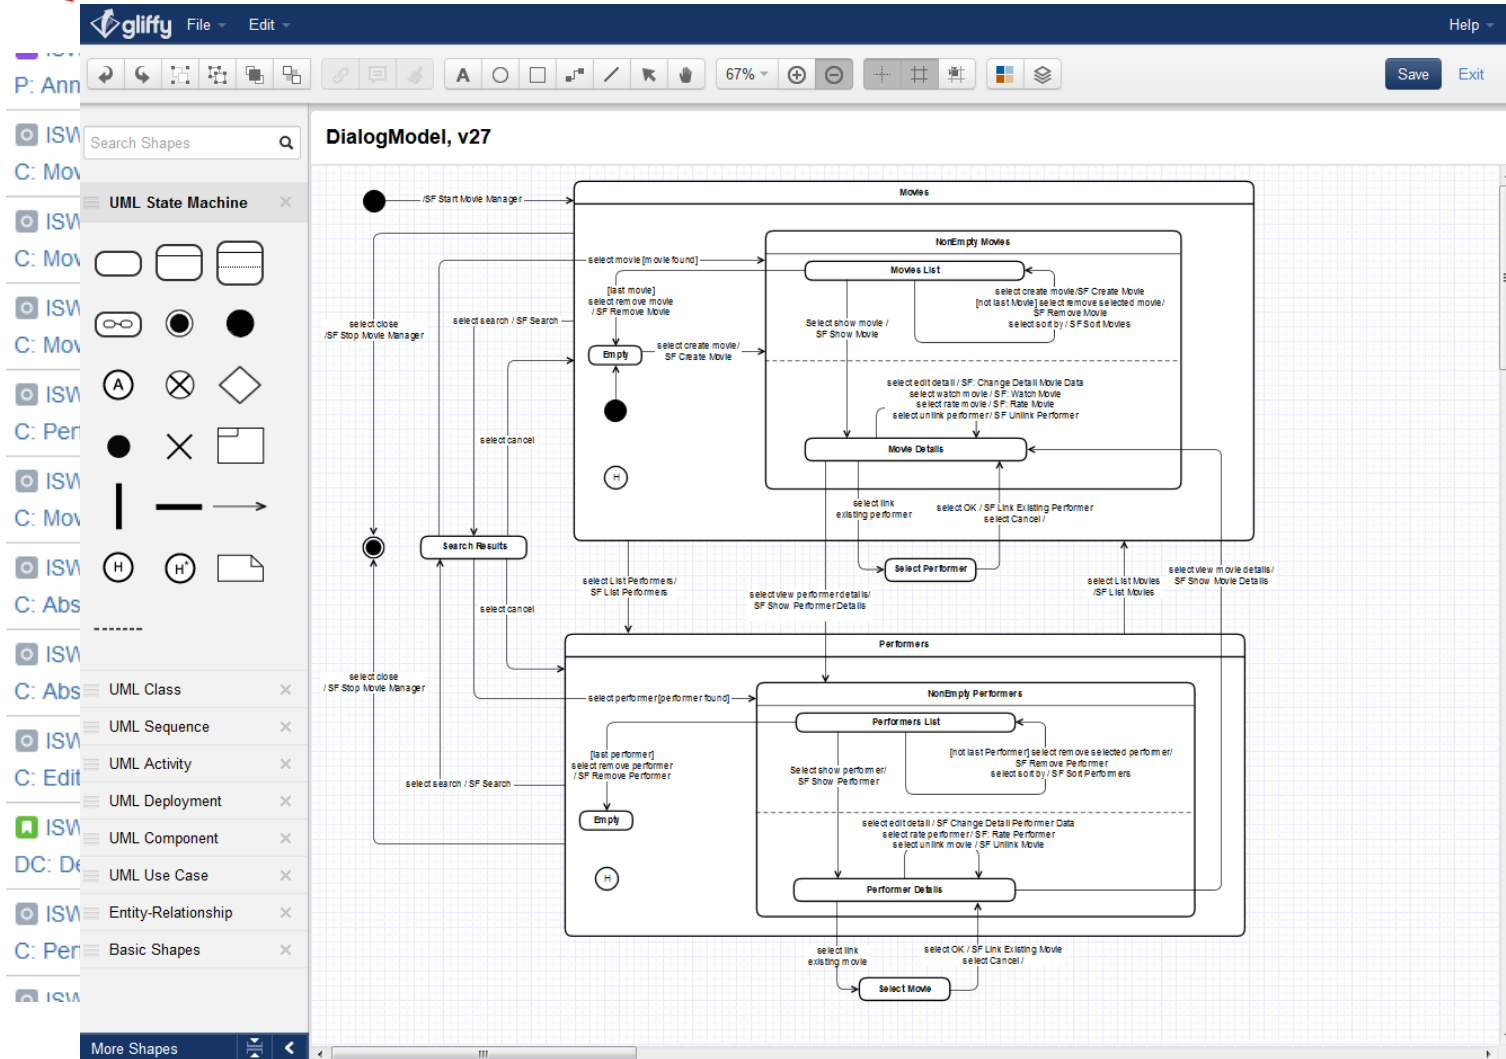 gliffy
File
Edit
Help
67%
Save
Exit
P: Ann
ISW
C: Mov
ISW
C: Mov
ISW
C: Mov
ISW
C: Per
ISW
C: Mov
ISW
C: Abs
ISW
C: Abs
ISW
C: Edit
ISW
DC: De
ISW
C: Per
ISW
Search Shapes
UML State Machine
A
H
H*
UML Class
UML Sequence
UML Activity
UML Deployment
UML Component
UML Use Case
Entity-Relationship
Basic Shapes
More Shapes
DialogModel, v27
/SF Start Movie Manager
Movies
NonEmpty Movies
select movie [movie found]
Movies List
[last movie]
select remove movie
/ SF Remove Movie
select create movie/SF Create Movie
[not last Movie] select remove selected movie/
SF Remove Movie
select sort by / SF Sort Movies
select close
/SF Stop Movie Manager
select search / SF Search
Select show movie /
SF Show Movie
Empty
select create movie/
SF Create Movie
select edit detail / SF: Change Detail Movie Data
select watch movie / SF: Watch Movie
select rate movie / SF: Rate Movie
select unlink performer/ SF Unlink Performer
select cancel
Movie Details
H
select link
existing performer
select OK / SF Link Existing Performer
select Cancel /
Search Results
Select Performer
select List Performers/
SF List Performers
select view performer details/
SF Show Performer Details
select List Movies
/SF List Movies
select view movie details/
SF Show Movie Details
select cancel
Performers
select close
/ SF Stop Movie Manager
select performer[performer found]
NonEmpty Performers
Performers List
[last performer]
select remove performer
/ SF Remove Performer
[not last Performer] select remove selected performer/
SF Remove Performer
select sort by / SF Sort Performers
Select show performer/
SF Show Performer
select search / SF Search
Empty
select edit detail / SF Change Detail Performer Data
select rate performer/ SF: Rate Performer
select unlink movie / SF Unlink Movie
H
Performer Details
select link
existing movie
select OK / SF Link Existing Movie
select Cancel /
Select Movie